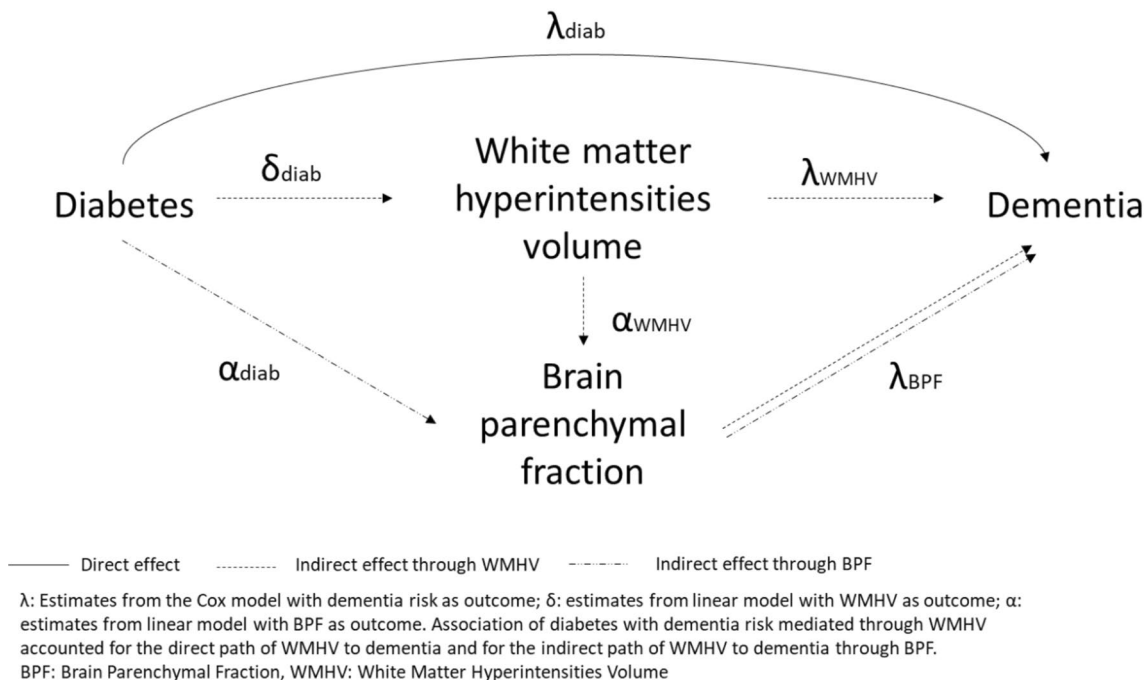 λdiab
White matter
hyperintensities
volume
δdiab
λWMHV
Diabetes
Dementia
αWMHV
αdiab
Brain
parenchymal
fraction
λBPF
Direct effect
Indirect effect through WMHV
Indirect effect through BPF
λ: Estimates from the Cox model with dementia risk as outcome; δ: estimates from linear model with WMHV as outcome; α:
estimates from linear model with BPF as outcome. Association of diabetes with dementia risk mediated through WMHV
accounted for the direct path of WMHV to dementia and for the indirect path of WMHV to dementia through BPF.
BPF: Brain Parenchymal Fraction, WMHV: White Matter Hyperintensities Volume